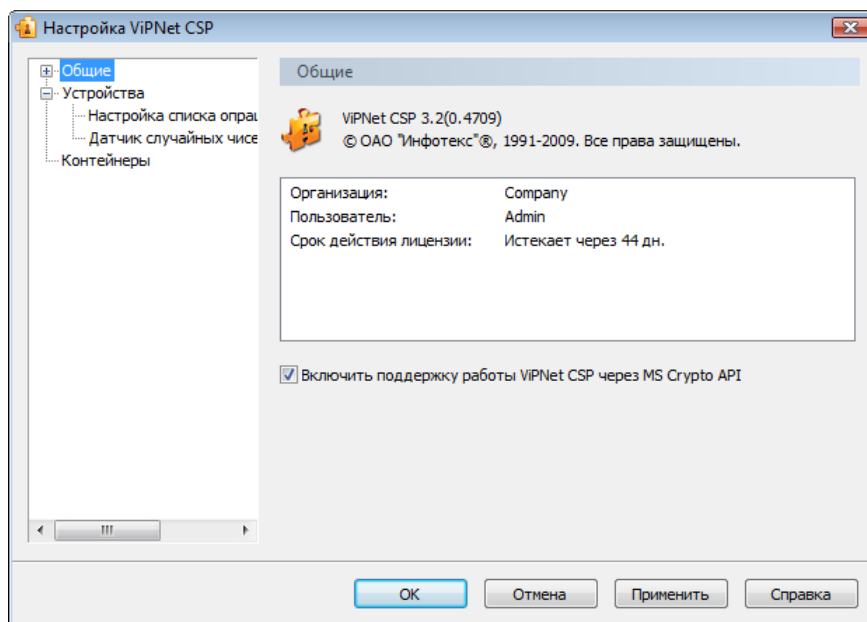 Настройка ViPNet CSP
Общие
Устройства
Настройка списка
Датчик случайных
Контейнеры
Общие
ViPNet CSP 3.2(0.4709)
© ОАО "Инфотекс"®, 1991-2009. Все права защищены.
Организация: Company
Пользователь: Admin
Срок действия лицензии: Истекает через 44 дн.
Включить поддержку работы ViPNet CSP через MS Crypto API
OK
Отмена
Применить
Справка